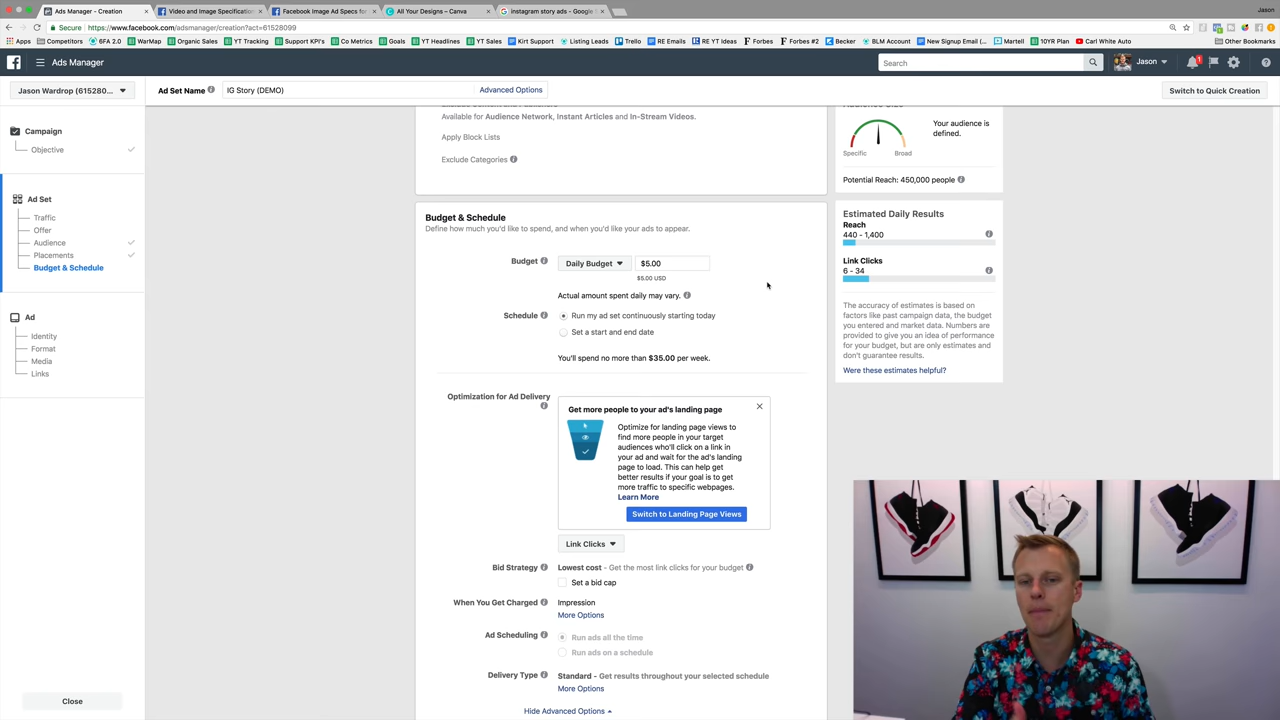 Jason
Ads Manager - Creation
Video and Image Specification
Facebook Image Ad Specs for
All Your Designs – Canva
instagram story ads - Google
Secure
https://www.facebook.com/adsmanager/creation?act=61528099
Apps
Competitors
6FA 2.0
WarMap
Organic Sales
YT Tracking
Support KPI's
Co Metrics
Goals
YT Headlines
YT Sales
Kirt Support
Listing Leads
Trello
RE Emails
RE YT Ideas
Forbes
Forbes #2
Becker
BLM Account
New Signup Email (...
Martell
10YR Plan
Carl White Auto
Other Bookmarks
Ads Manager
Search
Jason
1
Jason Wardrop (615280...
Ad Set Name
IG Story (DEMO)
Advanced Options
Switch to Quick Creation
Campaign
Objective
Ad Set
Traffic
Offer
Audience
Placements
Budget & Schedule
Ad
Identity
Format
Media
Links
Close
Available for Audience Network, Instant Articles and In-Stream Videos.
Apply Block Lists
Exclude Categories
Budget & Schedule
Define how much you'd like to spend, and when you'd like your ads to appear.
Budget
Daily Budget
$5.00
$5.00 USD
Actual amount spent daily may vary.
Schedule
Run my ad set continuously starting today
Set a start and end date
You'll spend no more than $35.00 per week.
Optimization for Ad Delivery
Get more people to your ad's landing page
Optimize for landing page views to
find more people in your target
audiences who'll click on a link in
your ad and wait for the ad's landing
page to load. This can help get
better results if your goal is to get
more traffic to specific webpages.
Learn More
Switch to Landing Page Views
Link Clicks
Bid Strategy
Lowest cost - Get the most link clicks for your budget
Set a bid cap
When You Get Charged
Impression
More Options
Ad Scheduling
Run ads all the time
Run ads on a schedule
Delivery Type
Standard - Get results throughout your selected schedule
More Options
Hide Advanced Options
Audience Size
Your audience is
defined.
Specific
Broad
Potential Reach: 450,000 people
Estimated Daily Results
Reach
440 - 1,400
Link Clicks
6 - 34
The accuracy of estimates is based on
factors like past campaign data, the budget
you entered and market data. Numbers are
provided to give you an idea of performance
for your budget, but are only estimates and
don't guarantee results.
Were these estimates helpful?